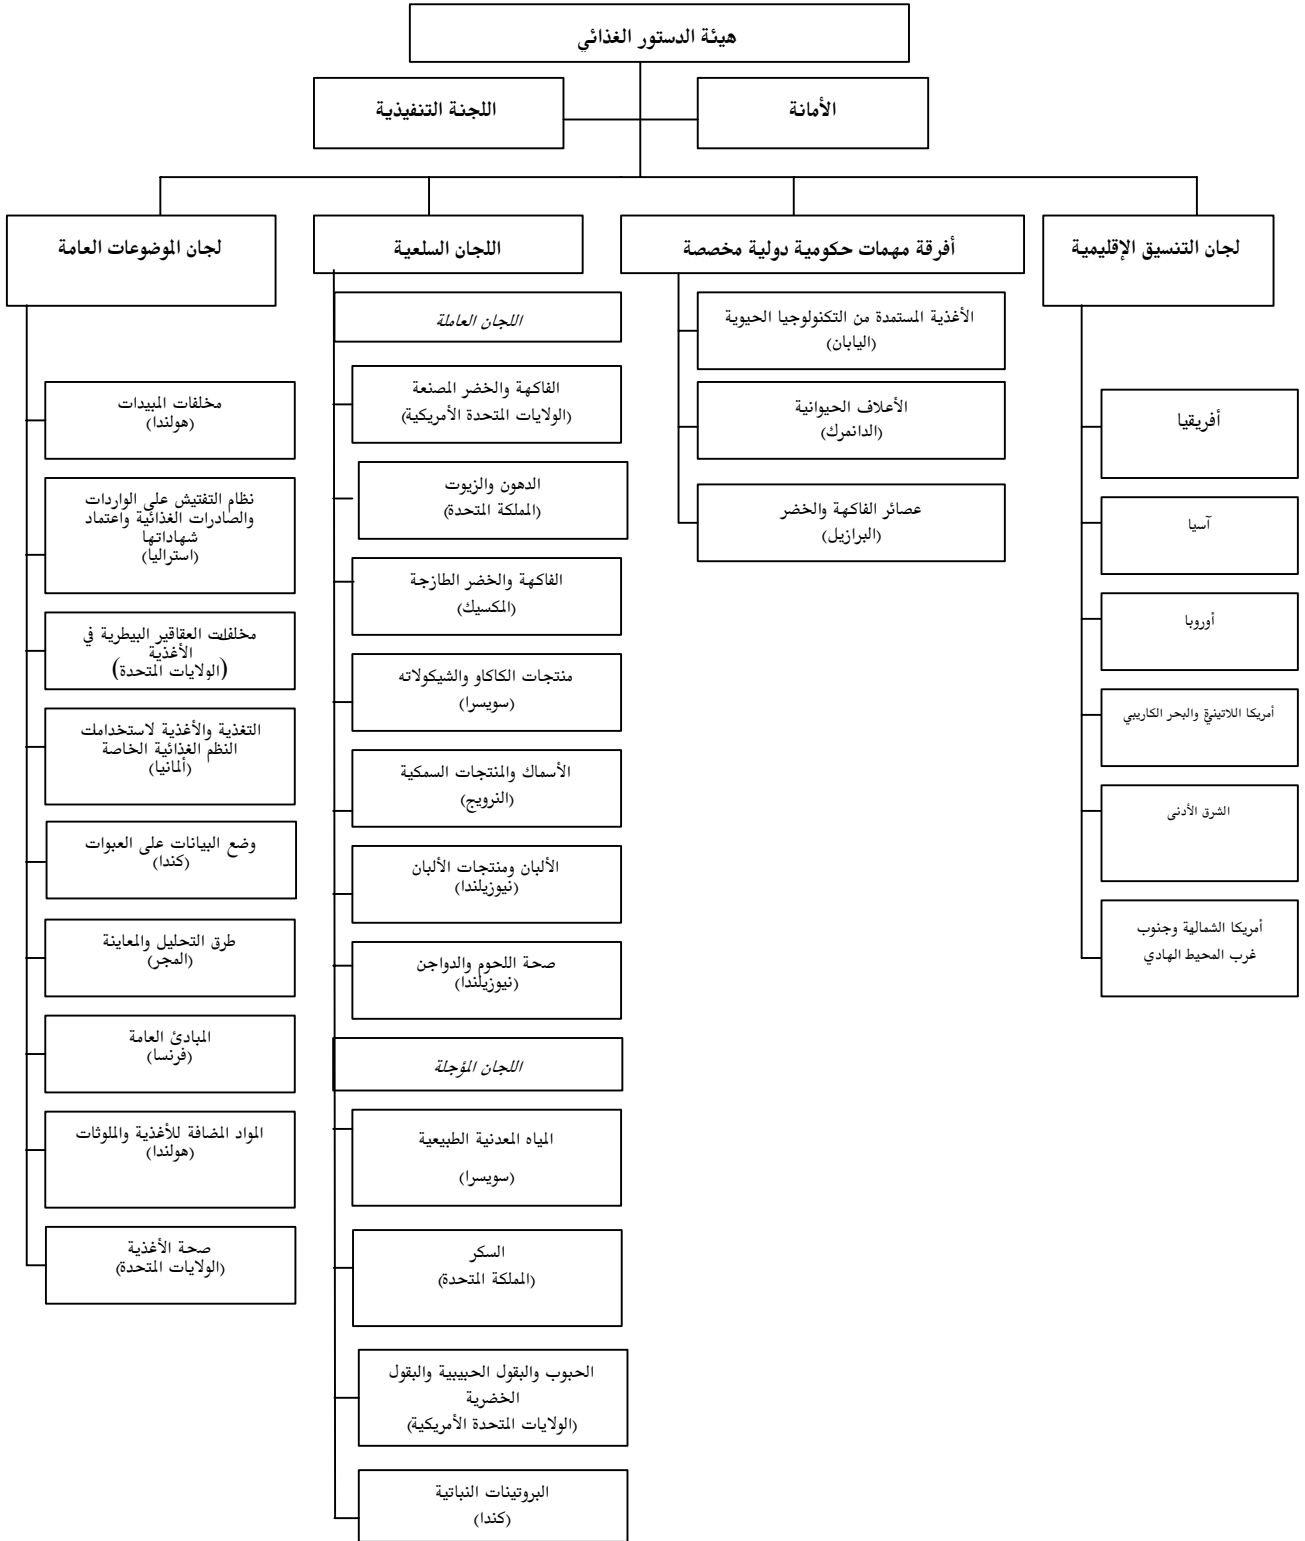 هيئة الدستور الغذائي
الأمانة
اللجنة التنفيذية
لجان التنسيق الإقليمية
أفريقيا
آسيا
أوروبا
أمريكا اللاتينية والبحر الكاريبي
الشرق الأدنى
أمريكا الشمالية وجنوب
غرب المحيط الهادي
أفرقة مهمات حكومية دولية مخصصة
الأغذية المستمدة من التكنولوجيا الحيوية
(اليابان)
الأعلاف الحيوانية
(الدانمرك)
عصائر الفاكهة والخضر
(البرازيل)
اللجان السلعية
اللجان العاملة
الفاكهة والخضر المصنعة
(الولايات المتحدة الأمريكية)
الدهون والزيوت
(المملكة المتحدة)
الفاكهة والخضر الطازجة
(المكسيك)
منتجات الكاكاو والشيكولاته
(سويسرا)
الأسماك والمنتجات السمكية
(النرويج)
الألبان ومنتجات الألبان
(نيوزيلندا)
صحة اللحوم والدواجن
(نيوزيلندا)
اللجان المؤجلة
المياه المعدنية الطبيعية
(سويسرا)
السكر
(المملكة المتحدة)
الحبوب والبقول الحبيبية والبقول
الخضرية
(الولايات المتحدة الأمريكية)
البروتينات النباتية
(كندا)
لجان الموضوعات العامة
مخلفات المبيدات
(هولندا)
نظام التفتيش على الواردات
والصادرات الغذائية واعتماد
شهاداتها
(استراليا)
مخلفات العقاقير البيطرية في
الأغذية
(الولايات المتحدة)
التغذية والأغذية لاستخدامات
النظم الغذائية الخاصة
(ألمانيا)
وضع البيانات على العبوات
(كندا)
طرق التحليل والمعاينة
(المجر)
المبادئ العامة
(فرنسا)
المواد المضافة للأغذية والملوثات
(هولندا)
صحة الأغذية
(الولايات المتحدة)